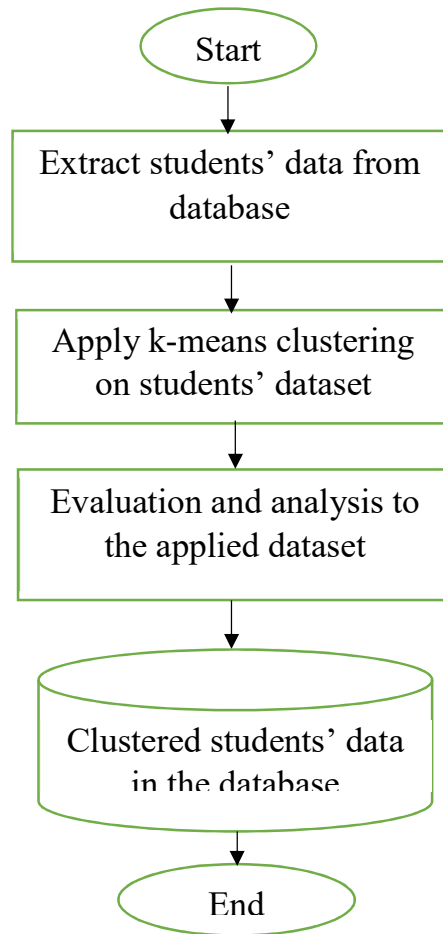 Start
Extract students’ data from
database
Apply k-means clustering
on students’ dataset
Evaluation and analysis to
the applied dataset
Clustered students’ data
in the database
End